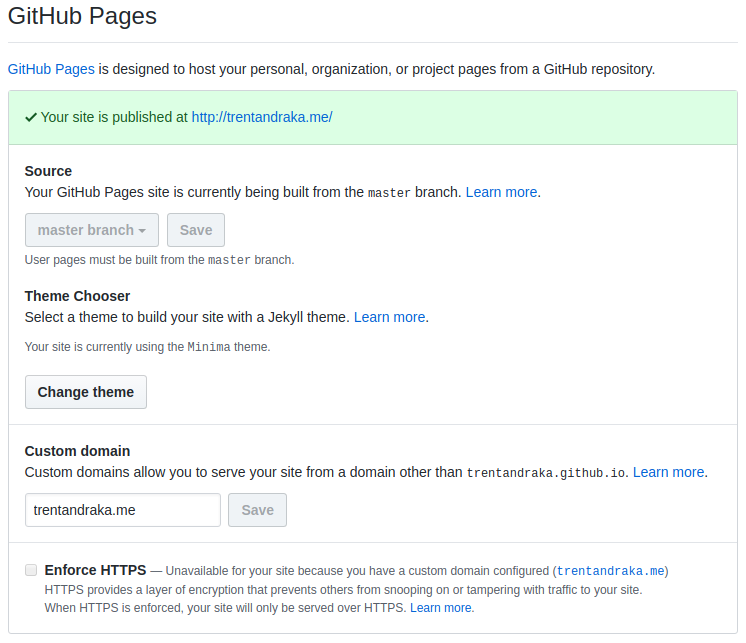 GitHub Pages
GitHub Pages is designed to host your personal, organization, or project pages from a GitHub repository.
Your site is published at http://trentandraka.me/
Source
Your GitHub Pages site is currently being built from the master branch. Learn more.
master branch Save
User pages must be built from the master branch.
Theme Chooser
Select a theme to build your site with a Jekyll theme. Learn more.
Your site is currently using the Minima theme.
Change theme
Custom domain
Custom domains allow you to serve your site from a domain other than trentandraka.github.io. Learn more.
trentandraka.me Save
Enforce HTTPS — Unavailable for your site because you have a custom domain configured (trentandraka.me)
HTTPS provides a layer of encryption that prevents others from snooping on or tampering with traffic to your site.
When HTTPS is enforced, your site will only be served over HTTPS. Learn more.